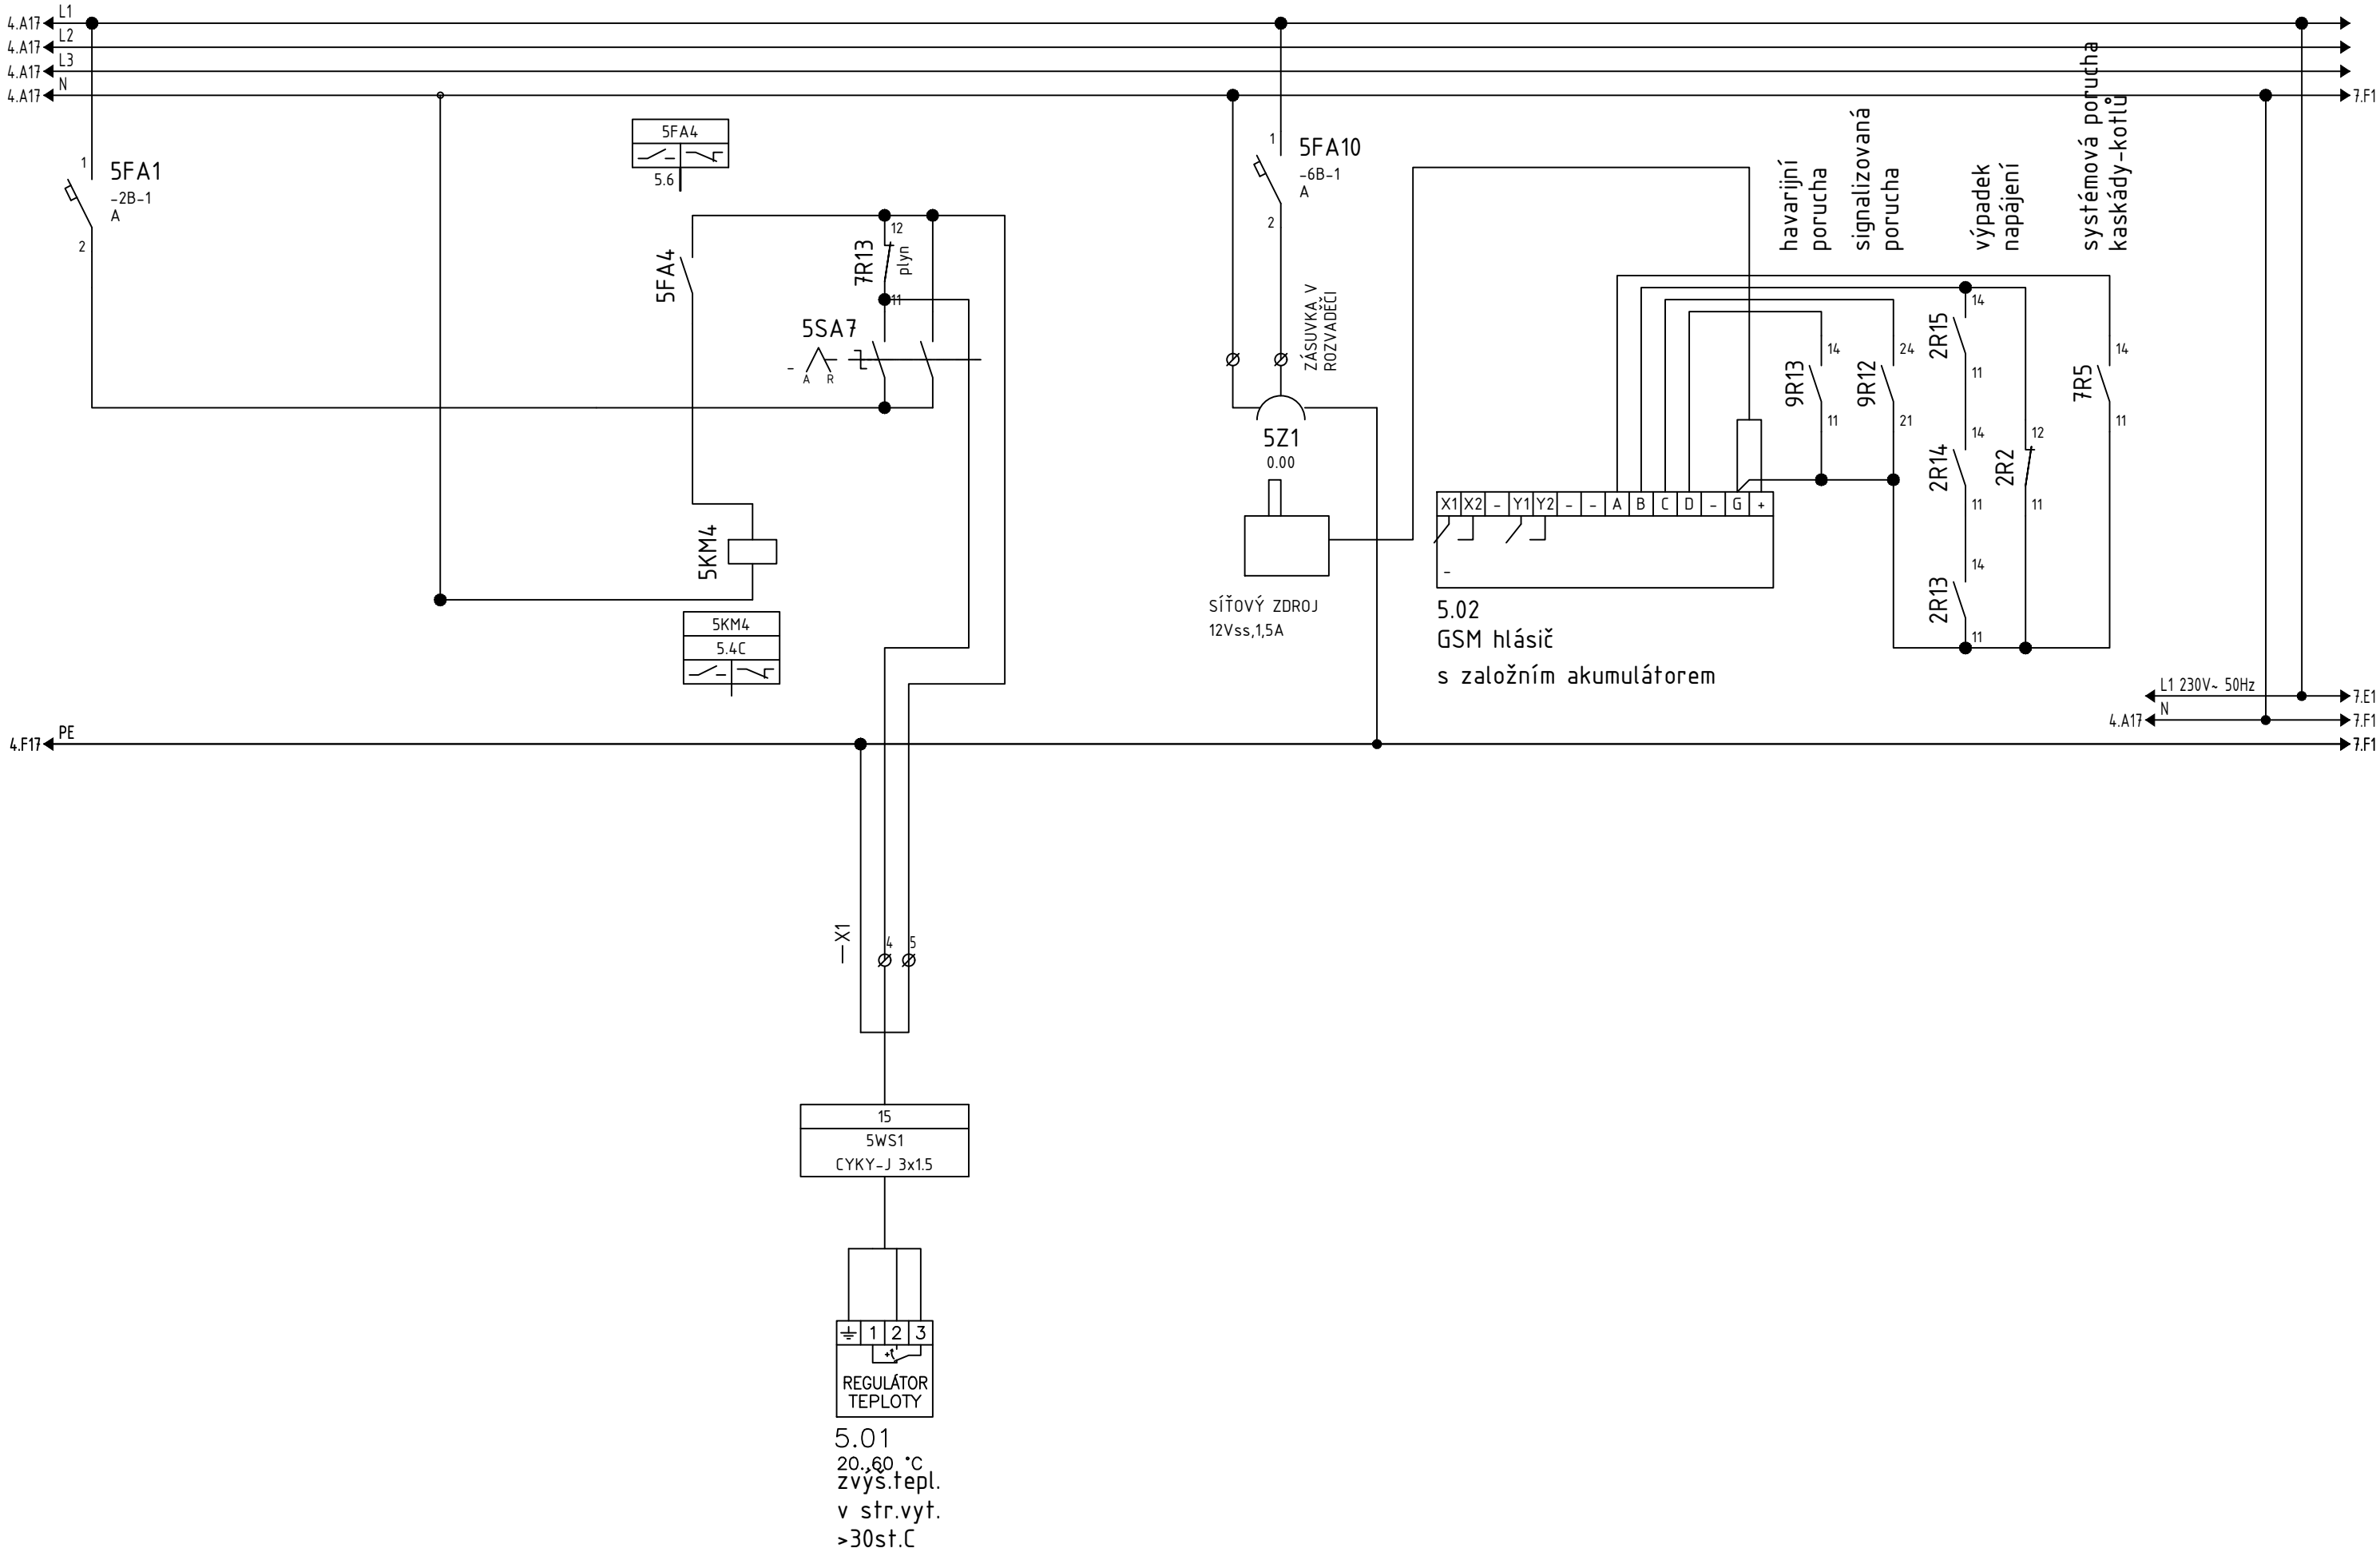 4.A17 L1
4.A17 L2
4.A17 L3
4.A17 N 7.F1
1
5FA1
-2B-1
A
2
5FA4
5.6
5FA4
7R13
12
plyn
11
5SA7
- A R
5KM4
5KM4
5.4C
1
5FA10
-6B-1
A
2
ZÁSUVKA V
ROZVADĚČI
5Z1
0.00
SÍŤOVÝ ZDROJ
12Vss,1,5A
X1 X2 - Y1 Y2 - - A B C D - G +
-
5.02
GSM hlásič
s založním akumulátorem
havarijní
porucha
signalizovaná
porucha
výpadek
napájení
systémová porucha
kaskády-kotlů
9R13
14
11
9R12
24
21
2R15
14
11
2R14
14
11
2R13
14
11
2R2
12
11
7R5
14
11
L1 230V~ 50Hz 7.E1
4.A17 N 7.F1
4.F17 PE 7.F1
-X1
4 5
15
5WS1
CYKY-J 3x1.5
1 2 3
+
REGULÁTOR
TEPLOTY
5.01
20..60 °C
zvýš.tepl.
v str.vyt.
>30st.C